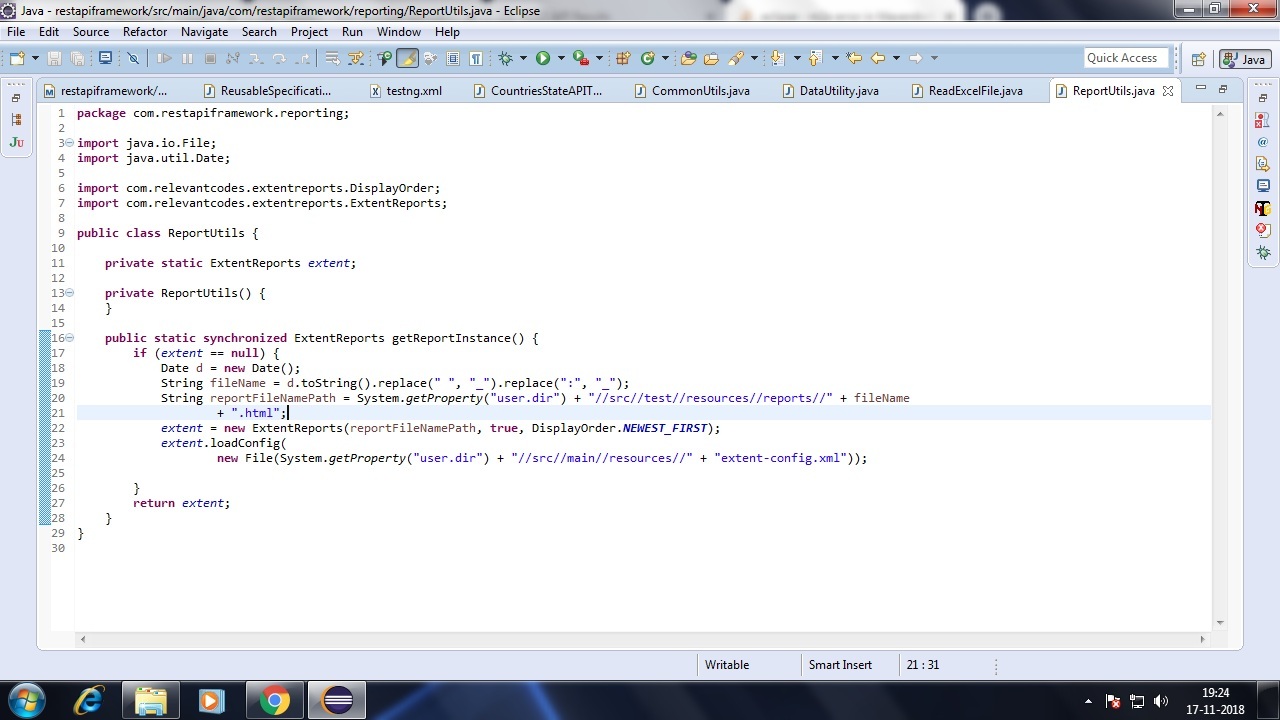 Java - restapiframework/src/main/java/com/restapiframework/reporting/ReportUtils.java - Eclipse
File Edit Source Refactor Navigate Search Project Run Window Help
Quick Access
Java
restapiframework/... ReusableSpecificati... testng.xml CountriesStateAPIT... CommonUtils.java DataUtility.java ReadExcelFile.java ReportUtils.java
1 package com.restapiframework.reporting;
2
3 import java.io.File;
4 import java.util.Date;
5
6 import com.relevantcodes.extentreports.DisplayOrder;
7 import com.relevantcodes.extentreports.ExtentReports;
8
9 public class ReportUtils {
10
11 private static ExtentReports extent;
12
13 private ReportUtils() {
14 }
15
16 public static synchronized ExtentReports getReportInstance() {
17 if (extent == null) {
18 Date d = new Date();
19 String fileName = d.toString().replace(" ", "_").replace(":", "_");
20 String reportFileNamePath = System.getProperty("user.dir") + "//src//test//resources//reports//" + fileName
21 + ".html";
22 extent = new ExtentReports(reportFileNamePath, true, DisplayOrder.NEWEST_FIRST);
23 extent.loadConfig(
24 new File(System.getProperty("user.dir") + "//src//main//resources//" + "extent-config.xml"));
25
26 }
27 return extent;
28 }
29 }
30
Writable Smart Insert 21 : 31
19:24
17-11-2018